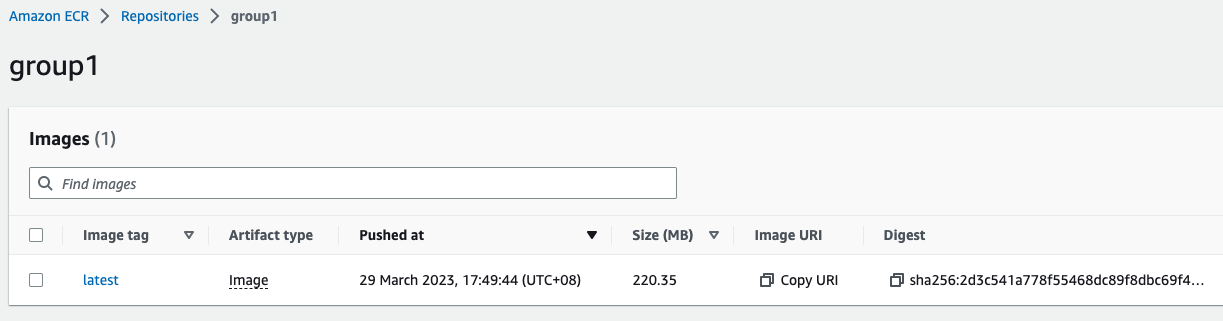 Amazon ECR > Repositories > group1
group1
Images (1)
Find images
Image tag Artifact type Pushed at Size (MB) Image URI Digest
latest Image 29 March 2023, 17:49:44 (UTC+08) 220.35 Copy URI sha256:2d3c541a778f55468dc89f8dbc69f4...